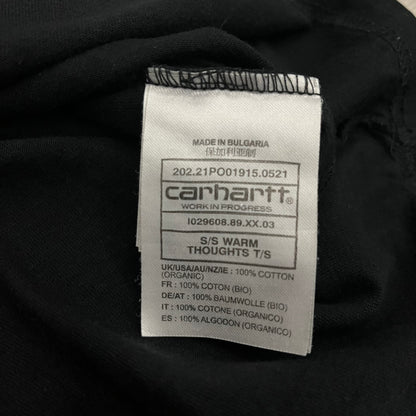 MADE IN BULGARIA
保加利亚制
202.21PO01915.0521
carhartt®
WORK IN PROGRESS
I029608.89.XX.03
S/S WARM
THOUGHTS T/S
UK/USA/AU/NZ/IE : 100% COTTON
(ORGANIC)
FR : 100% COTON (BIO)
DE/AT : 100% BAUMWOLLE (BIO)
IT : 100% COTONE (ORGANICO)
ES : 100% ALGODON (ORGANICO)